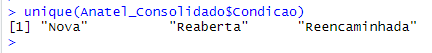 > unique(Anatel_Consolidado$Condicao)
[1] "Nova"          "Reaberta"      "Reencaminhada"
>